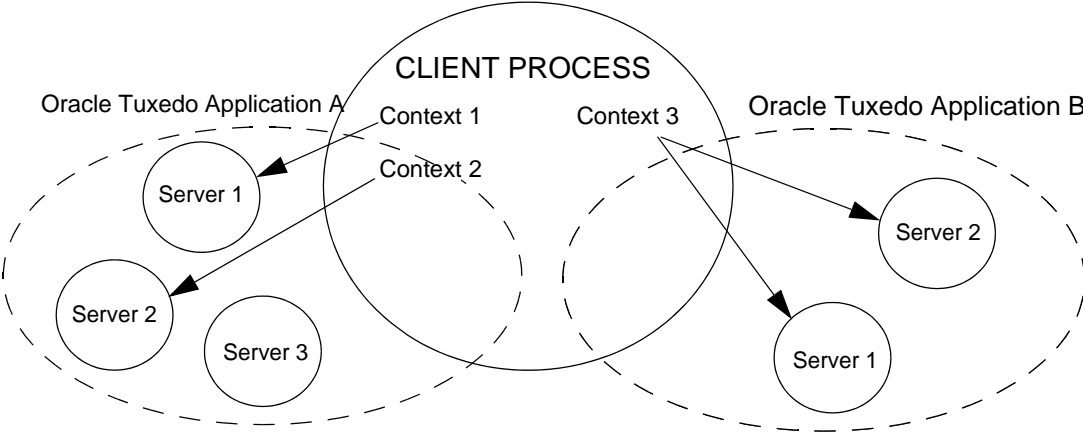 CLIENT PROCESS
Oracle Tuxedo Application A
Oracle Tuxedo Application B
Context 1
Context 3
Context 2
Server 1
Server 2
Server 2
Server 3
Server 1